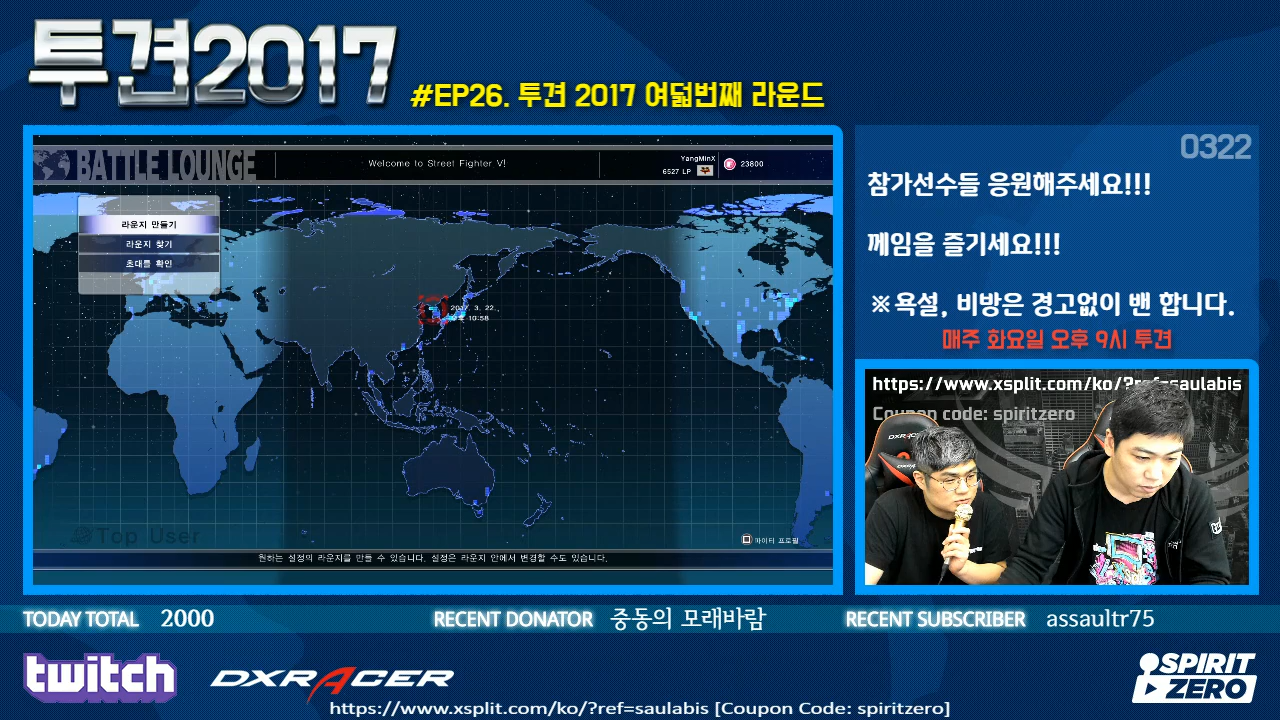 투견2017
#EP26. 투견 2017 여덟번째 라운드
BATTLE LOUNGE
Welcome to Street Fighter V!
YangMinX
6527 LP
23800
라운지 만들기
라운지 찾기
초대를 확인
2017. 3. 22.
10:58
Top User
파이터 프로필
원하는 설정의 라운지를 만들 수 있습니다. 설정은 라운지 안에서 변경할 수도 있습니다.
0322
참가선수들 응원해주세요!!!
께임을 즐기세요!!!
※욕설, 비방은 경고없이 밴 합니다.
매주 화요일 오후 9시 투견
https://www.xsplit.com/ko/?ref=saulabis
Coupon code: spiritzero
DXRACER
TODAY TOTAL 2000
RECENT DONATOR 중동의 모래바람
RECENT SUBSCRIBER assaultr75
twitch
DXRACER
SPIRIT ZERO
https://www.xsplit.com/ko/?ref=saulabis [Coupon Code: spiritzero]